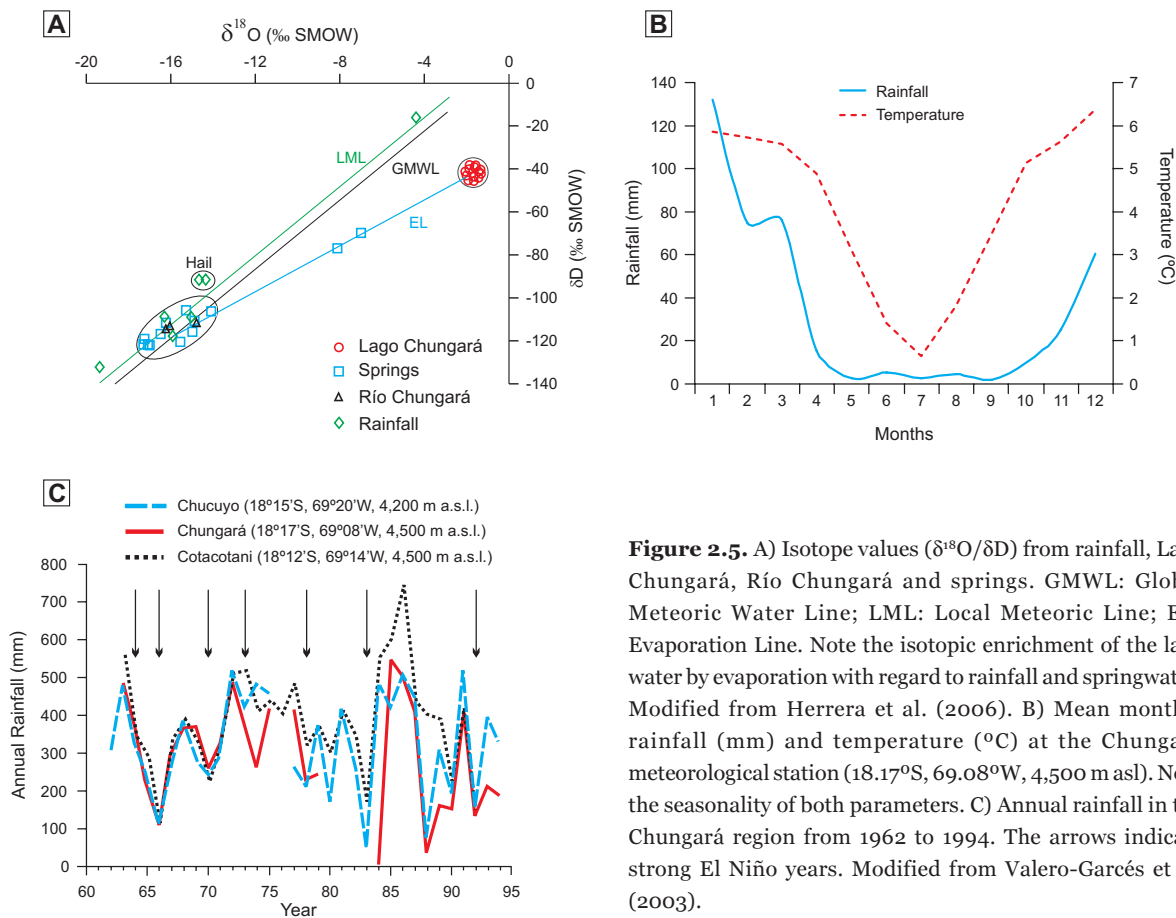 A
δ18O (‰ SMOW)
-20 -16 -12 -8 -4 0
0
-20
-40
-60
-80
-100
-120
-140
δD (‰ SMOW)
LML
GMWL
EL
Hail
Lago Chungará
Springs
Río Chungará
Rainfall
B
Rainfall
Temperature
140
120
100
80
60
40
20
0
Rainfall (mm)
7
6
5
4
3
2
1
0
Temperature (ºC)
1 2 3 4 5 6 7 8 9 10 11 12
Months
C
Chucuyo (18º15'S, 69º20'W, 4,200 m a.s.l.)
Chungará (18º17'S, 69º08'W, 4,500 m a.s.l.)
Cotacotani (18º12'S, 69º14'W, 4,500 m a.s.l.)
800
700
600
500
400
300
200
100
0
Annual Rainfall (mm)
60 65 70 75 80 85 90 95
Year
Figure 2.5. A) Isotope values (δ18O/δD) from rainfall, La
Chungará, Río Chungará and springs. GMWL: Glob
Meteoric Water Line; LML: Local Meteoric Line; E
Evaporation Line. Note the isotopic enrichment of the la
water by evaporation with regard to rainfall and springwat
Modified from Herrera et al. (2006). B) Mean month
rainfall (mm) and temperature (ºC) at the Chunga
meteorological station (18.17ºS, 69.08ºW, 4,500 m asl). No
the seasonality of both parameters. C) Annual rainfall in t
Chungará region from 1962 to 1994. The arrows indica
strong El Niño years. Modified from Valero-Garcés et
(2003).